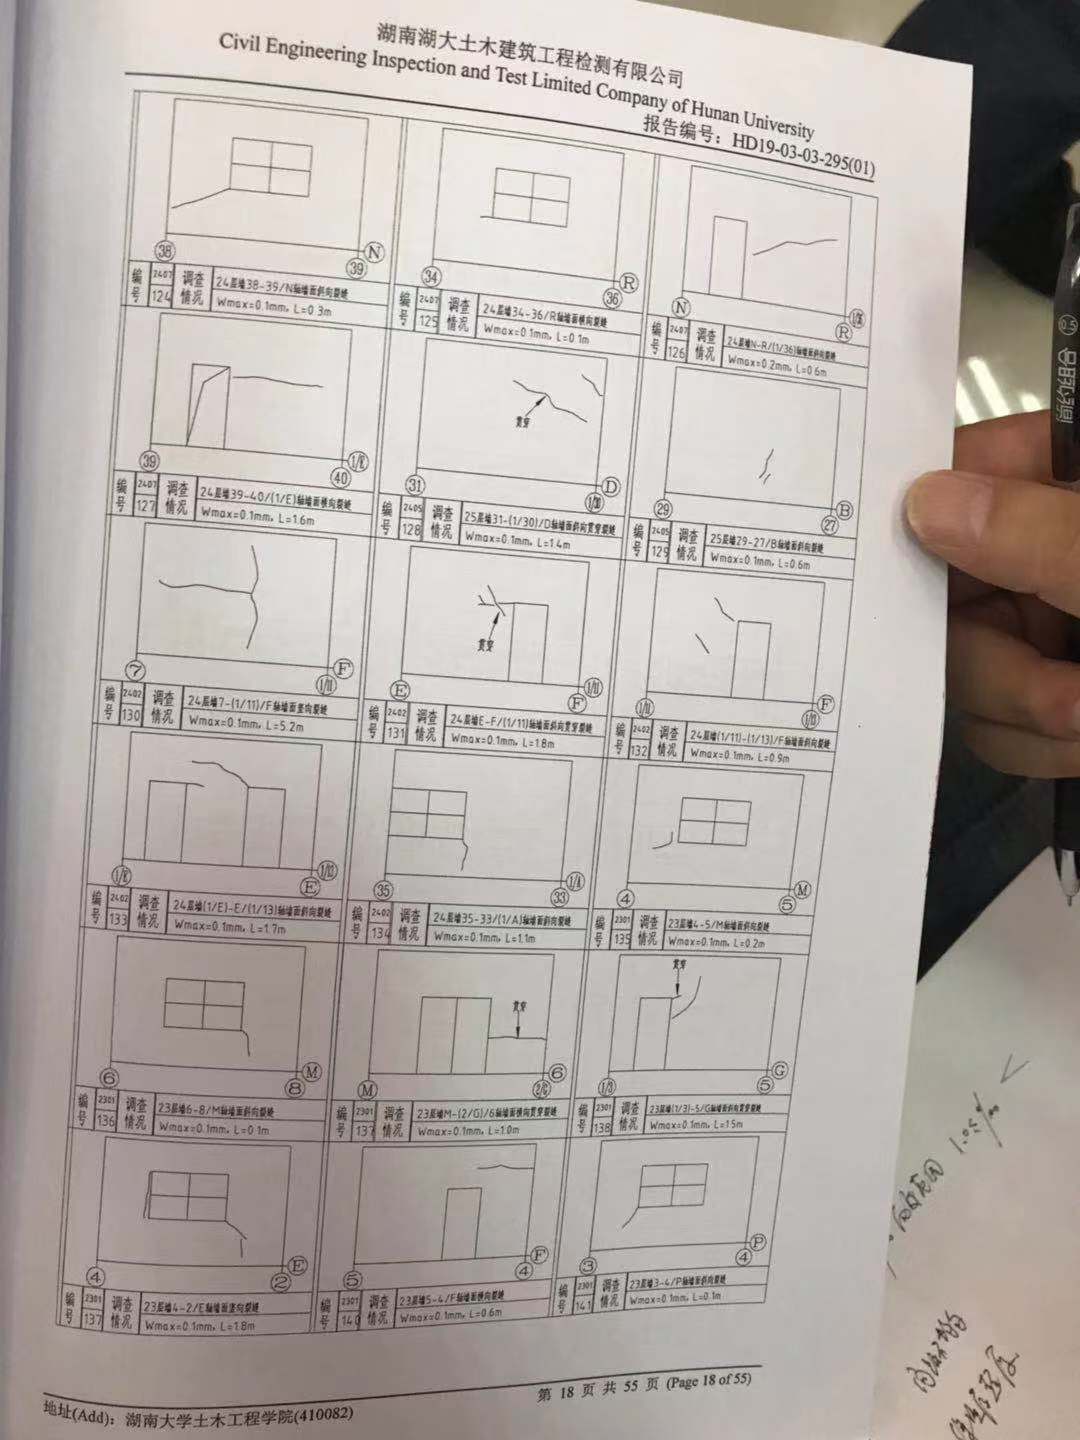 湖南湖大土木建筑工程检测有限公司
Civil Engineering Inspection and Test Limited Company of Hunan University
报告编号：HD19-03-03-295(01)
38 39 N
34 36 R
N R
编号 2407 124 调查情况 24层墙38-39/N轴墙面斜向裂缝
Wmax=0.1mm, L=0.3m
编号 2407 125 调查情况 24层墙34-36/R轴墙面横向裂缝
Wmax=0.1mm, L=0.1m
编号 2407 126 调查情况 24层墙N-R/(1/36)轴墙面斜向裂缝
Wmax=0.2mm, L=0.6m
39 40
贯穿
31 D
29 27 B
编号 2407 127 调查情况 24层墙39-40/(1/E)轴墙面横向裂缝
Wmax=0.1mm, L=1.6m
编号 2405 128 调查情况 25层墙31-(1/30)/D轴墙面斜向贯穿裂缝
Wmax=0.1mm, L=1.4m
编号 2405 129 调查情况 25层墙29-27/B轴墙面斜向裂缝
Wmax=0.1mm, L=0.6m
7 1/11 F
贯穿
E F 1/11
1/11 1/13 F
编号 2402 130 调查情况 24层墙7-(1/11)/F轴墙面竖向裂缝
Wmax=0.1mm, L=5.2m
编号 2402 131 调查情况 24层墙E-F/(1/11)轴墙面斜向贯穿裂缝
Wmax=0.1mm, L=1.8m
编号 2402 132 调查情况 24层墙(1/11)-(1/13)/F轴墙面斜向裂缝
Wmax=0.1mm, L=0.9m
E 1/13
35 33 1/A
4 5 M
编号 2402 133 调查情况 24层墙(1/E)-E/(1/13)轴墙面斜向裂缝
Wmax=0.1mm, L=1.7m
编号 2402 134 调查情况 24层墙35-33/(1/A)轴墙面斜向裂缝
Wmax=0.1mm, L=1.1m
编号 2301 135 调查情况 23层墙4-5/M轴墙面斜向裂缝
Wmax=0.1mm, L=0.2m
6 8 M
贯穿
M 2/G 6
贯穿
1/3 5 G
编号 2301 136 调查情况 23层墙6-8/M轴墙面斜向裂缝
Wmax=0.1mm, L=0.1m
编号 2301 137 调查情况 23层墙M-(2/G)/6轴墙面横向贯穿裂缝
Wmax=0.1mm, L=1.0m
编号 2301 138 调查情况 23层墙(1/3)-5/G轴墙面斜向贯穿裂缝
Wmax=0.1mm, L=1.5m
4 2 E
5 4 F
3 4 P
编号 2301 137 调查情况 23层墙4-2/E轴墙面竖向裂缝
Wmax=0.1mm, L=1.8m
编号 2301 140 调查情况 23层墙5-4/F轴墙面横向裂缝
Wmax=0.1mm, L=0.6m
编号 2301 141 调查情况 23层墙3-4/P轴墙面斜向裂缝
Wmax=0.1mm, L=0.1m
第 18 页 共 55 页 (Page 18 of 55)
地址(Add)：湖南大学土木工程学院(410082)
0.5